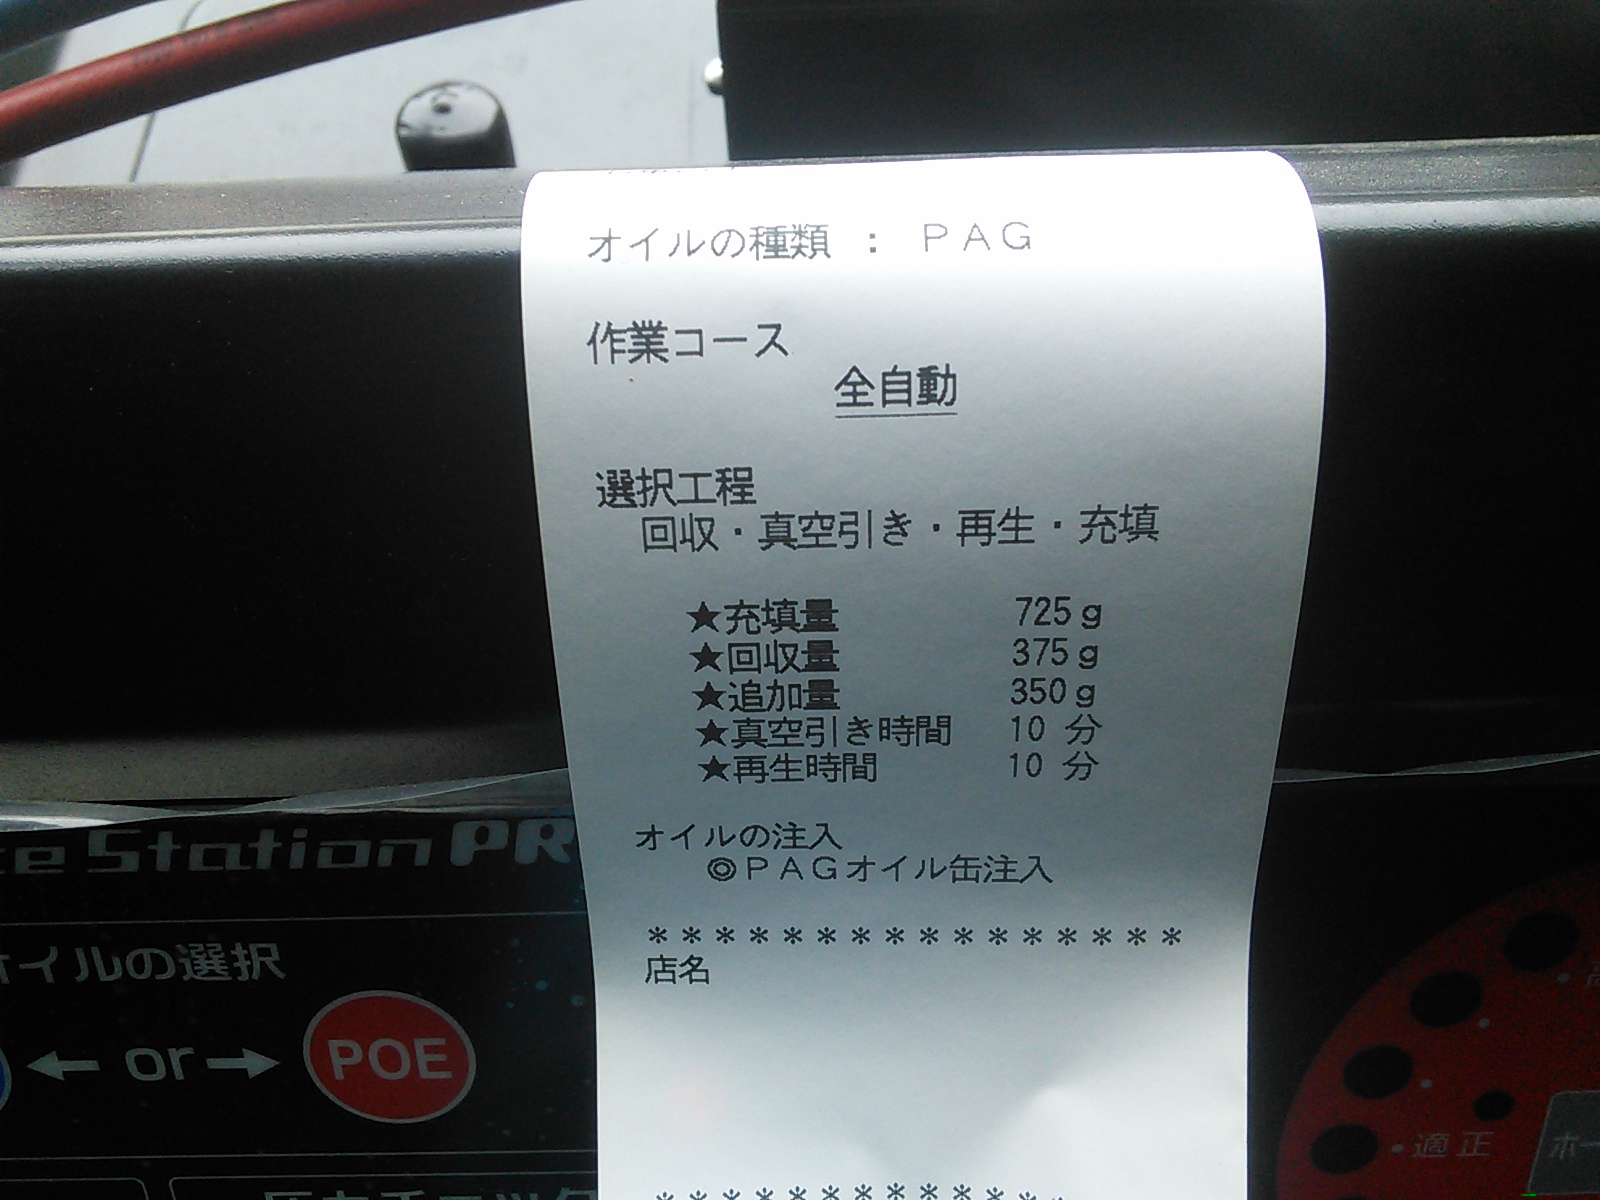 オイルの種類 : PAG
作業コース
全自動
選択工程
回収・真空引き・再生・充填
★充填量 725g
★回収量 375g
★追加量 350g
★真空引き時間 10 分
★再生時間 10 分
オイルの注入
◎PAGオイル缶注入
*****************
店名
*************
ce Station PR
オイルの選択
← or → POE
・適正